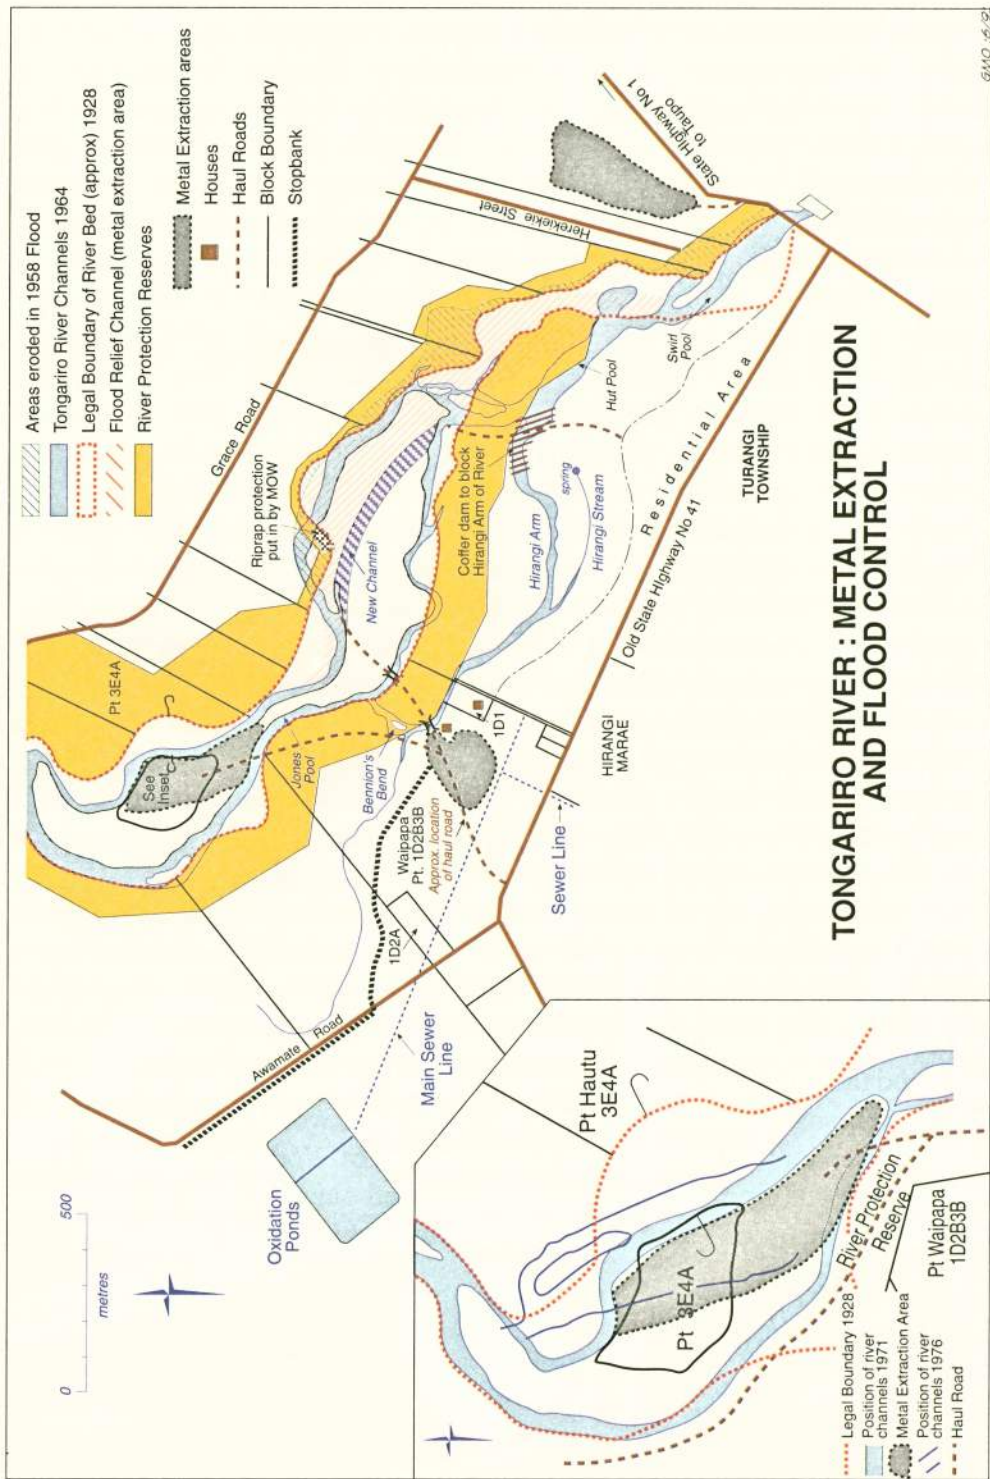 Areas eroded in 1958 Flood
Tongariro River Channels 1964
Legal Boundary of River Bed (approx) 1928
Flood Relief Channel (metal extraction area)
River Protection Reserves
Metal Extraction areas
Houses
Haul Roads
Block Boundary
Stopbank
0
500
metres
Grace Road
Pt 3E4A
Riprap protection
put in by MOW
New Channel
See
Inset
Jones
Pool
Bennion's
Bend
Coffer dam to block
Hirangi Arm of River
Hut Pool
Swirl
Pool
Herekiekie Street
State Highway No 1
to Taupo
Hirangi Arm
spring
Hirangi Stream
Residential Area
Old State Highway No 41
TURANGI
TOWNSHIP
HIRANGI
MARAE
1D1
Waipapa
Pt. 1D2B3B
Approx. location
of haul road
1D2A
Sewer Line
Main Sewer
Line
Awamate Road
Oxidation
Ponds
TONGARIRO RIVER : METAL EXTRACTION
AND FLOOD CONTROL
Pt Hautu
3E4A
Pt 3E4A
River Protection
Reserve
Pt Waipapa
1D2B3B
Legal Boundary 1928
Position of river
channels 1971
Metal Extraction Area
Position of river
channels 1976
Haul Road